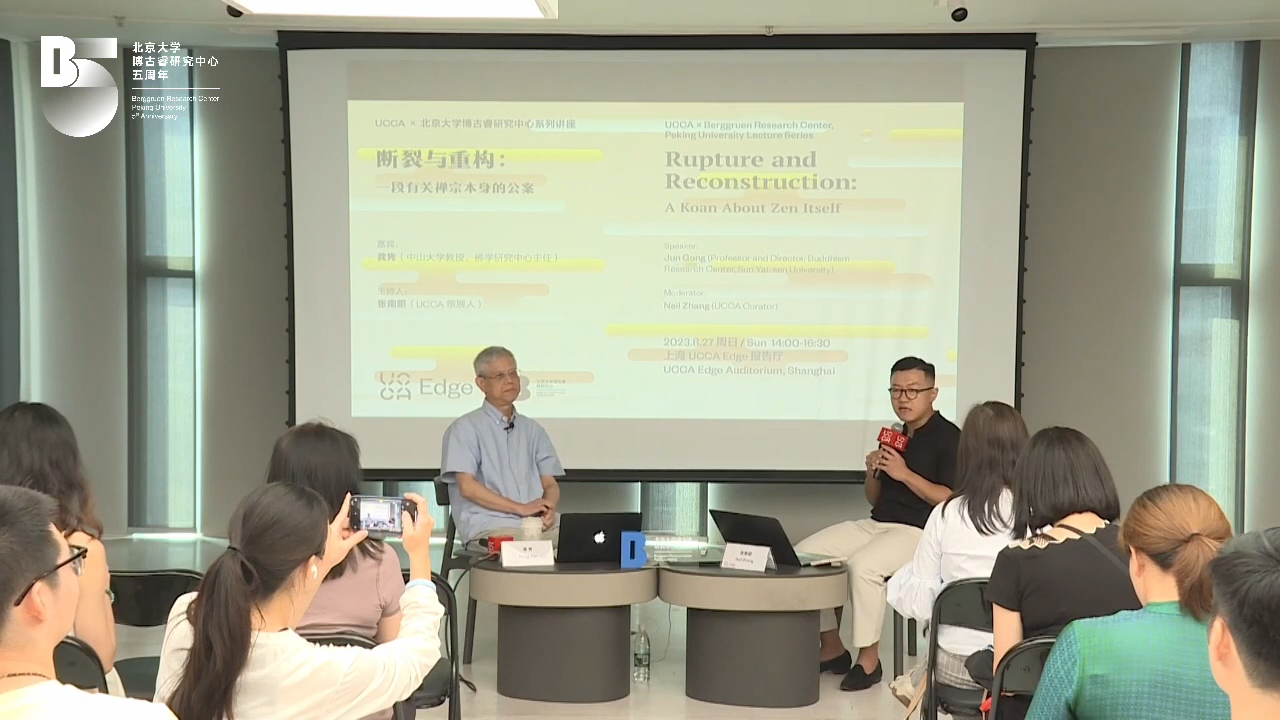 B5
北京大学
博古睿研究中心
五周年
Berggruen Research Center
Peking University
5th Anniversary
UCCA × 北京大学博古睿研究中心系列讲座
断裂与重构：
一段有关禅宗本身的公案
嘉宾：
龚隽（中山大学教授、佛学研究中心主任）
主持人：
张南昭（UCCA 策展人）
UCCA Edge
UCCA × Berggruen Research Center,
Peking University Lecture Series
Rupture and
Reconstruction:
A Koan About Zen Itself
Speaker:
Jun Gong (Professor and Director, Buddhism
Research Center, Sun Yat-sen University)
Moderator:
Neil Zhang (UCCA Curator)
2023.8.27 周日 / Sun 14:00-16:30
上海 UCCA Edge 报告厅
UCCA Edge Auditorium, Shanghai
UCCA
龚隽
B